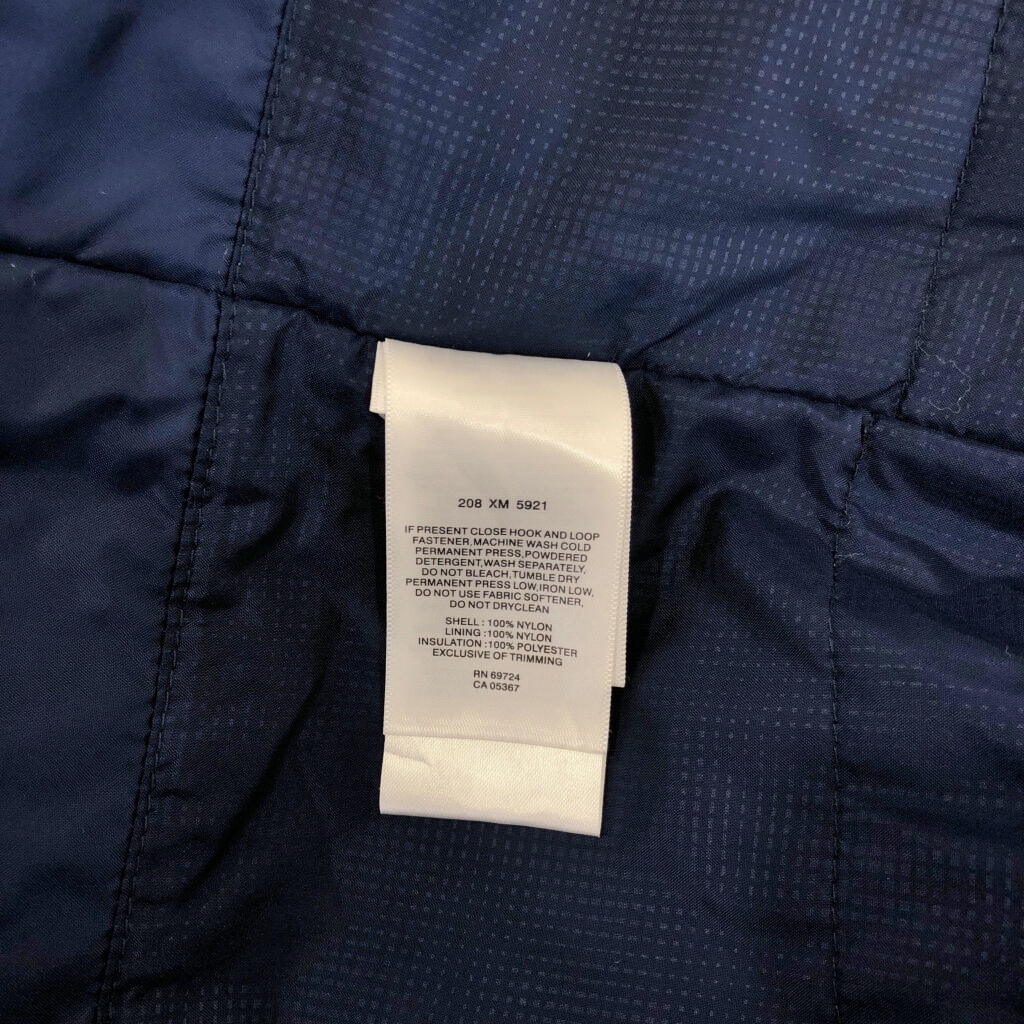 208 XM 5921
IF PRESENT CLOSE HOOK AND LOOP
FASTENER,MACHINE WASH COLD
PERMANENT PRESS,POWDERED
DETERGENT,WASH SEPARATELY,
DO NOT BLEACH,TUMBLE DRY
PERMANENT PRESS LOW,IRON LOW,
DO NOT USE FABRIC SOFTENER,
DO NOT DRYCLEAN
SHELL : 100% NYLON
LINING :100% NYLON
INSULATION :100% POLYESTER
EXCLUSIVE OF TRIMMING
RN 69724
CA 05367